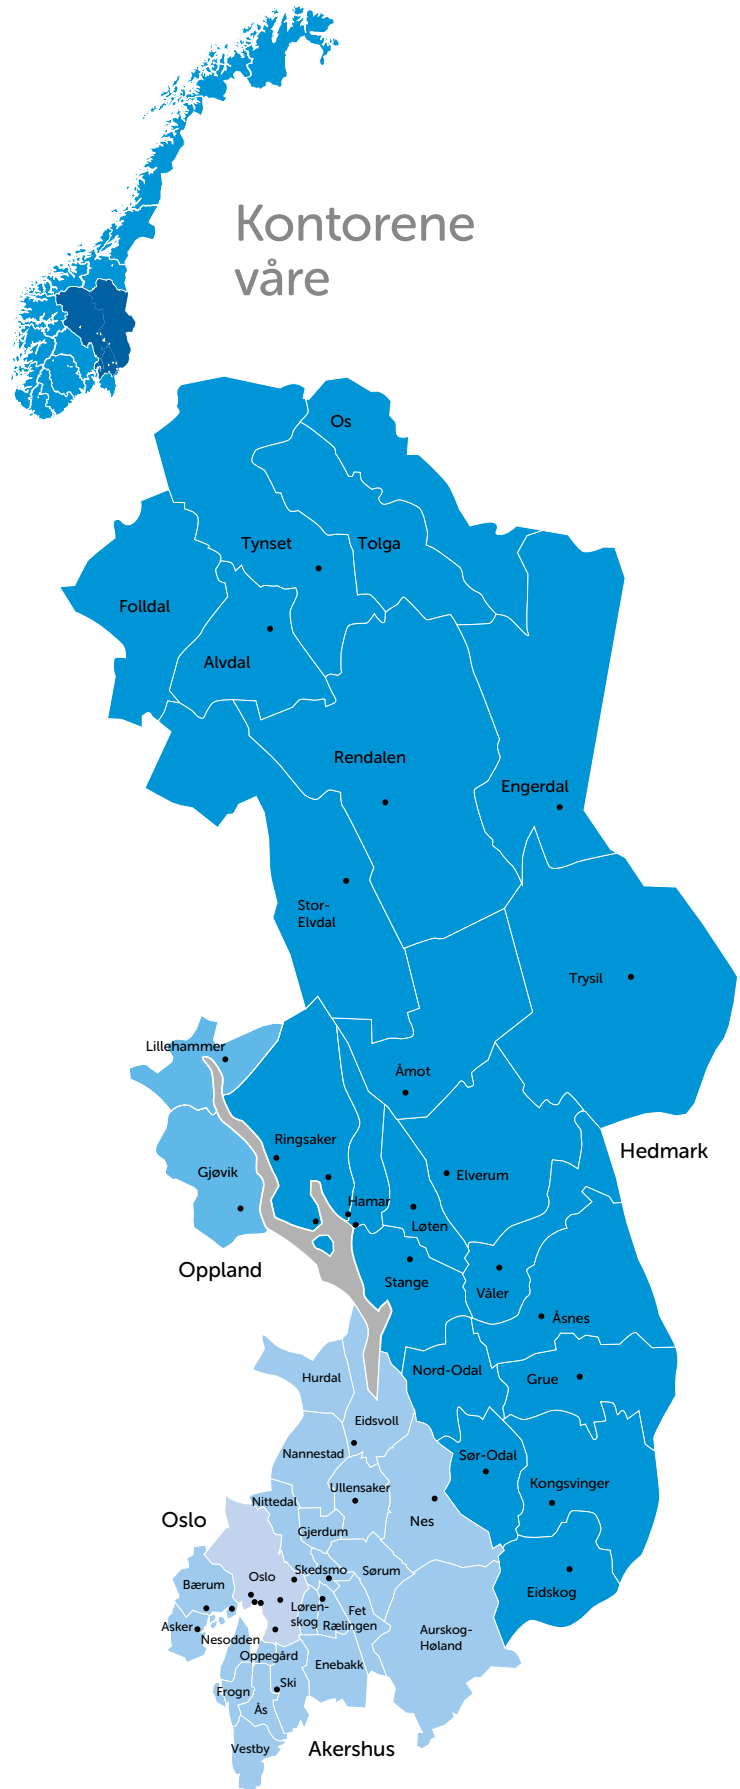 Kontorene
våre
Os
Tynset
Tolga
Folldal
Alvdal
Rendalen
Engerdal
Stor-
Elvdal
Trysil
Lillehammer
Åmot
Ringsaker
Hedmark
Gjøvik
Elverum
Hamar
Løten
Oppland
Stange
Våler
Åsnes
Nord-Odal
Grue
Hurdal
Eidsvoll
Nannestad
Sør-Odal
Ullensaker
Kongsvinger
Nittedal
Oslo
Nes
Gjerdum
Skedsmo
Sørum
Oslo
Bærum
Eidskog
Løren-
skog
Fet
Rælingen
Asker
Nesodden
Aurskog-
Høland
Oppegård
Enebakk
Ski
Frogn
Ås
Vestby
Akershus